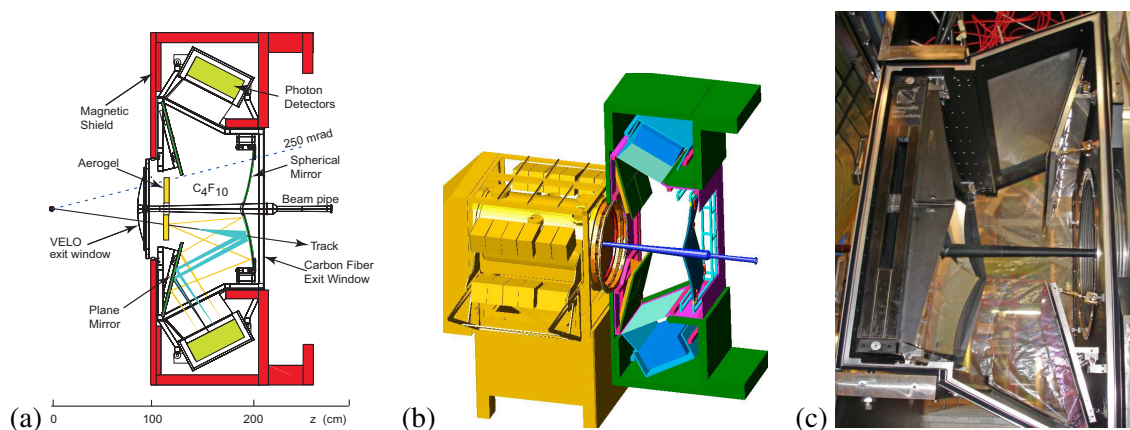 Photon
Detectors
Magnetic
Shield
250 mrad
Aerogel
Spherical
Mirror
C4F10
Beam pipe
VELO
exit window
Track
Carbon Fiber
Exit Window
Plane
Mirror
0 100 200 z (cm)
(a)
(b)
(c)